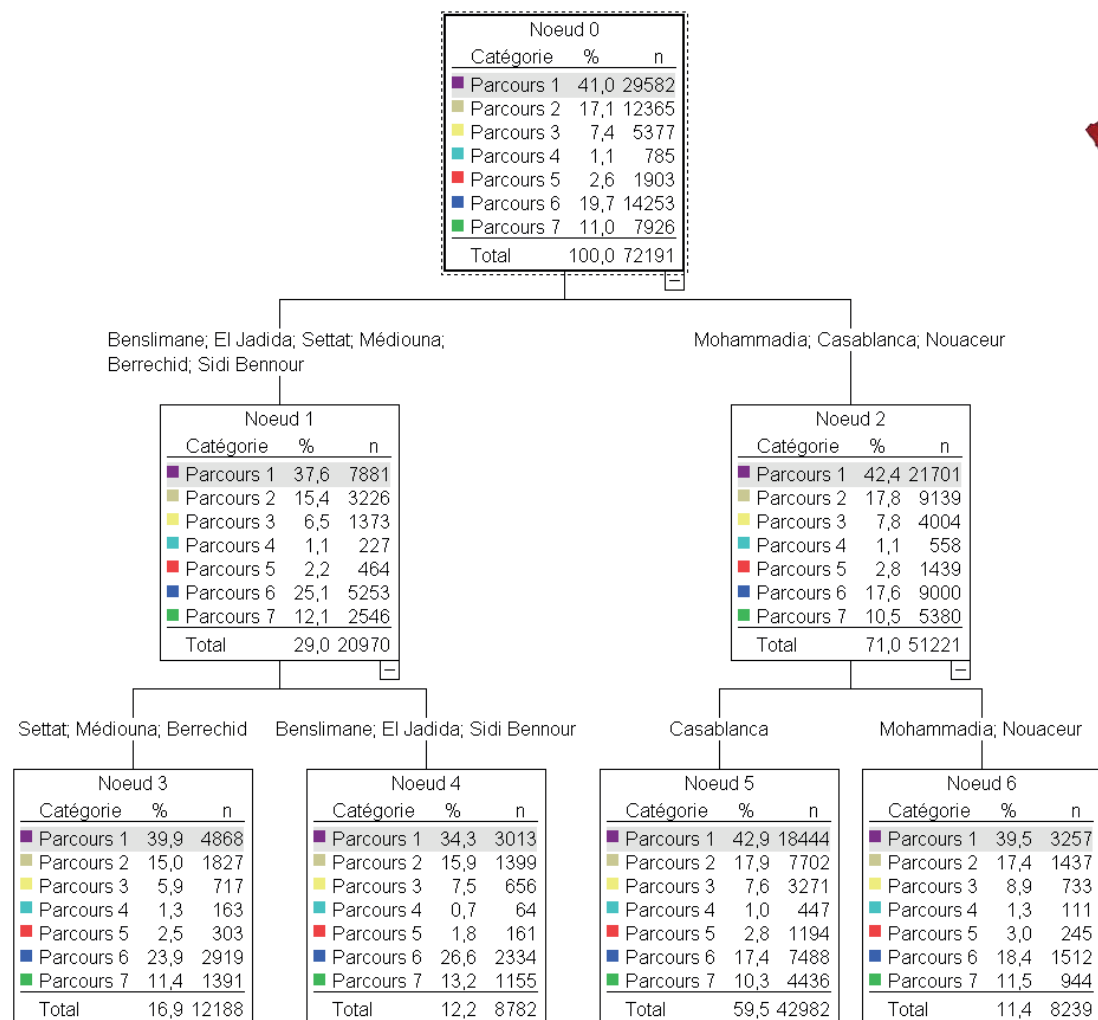 Noeud 0
Catégorie % n
Parcours 1 41,0 29582
Parcours 2 17,1 12365
Parcours 3 7,4 5377
Parcours 4 1,1 785
Parcours 5 2,6 1903
Parcours 6 19,7 14253
Parcours 7 11,0 7926
Total 100,0 72191
Benslimane; El Jadida; Settat; Médiouna;
Berrechid; Sidi Bennour
Mohammadia; Casablanca; Nouaceur
Noeud 1
Catégorie % n
Parcours 1 37,6 7881
Parcours 2 15,4 3226
Parcours 3 6,5 1373
Parcours 4 1,1 227
Parcours 5 2,2 464
Parcours 6 25,1 5253
Parcours 7 12,1 2546
Total 29,0 20970
Noeud 2
Catégorie % n
Parcours 1 42,4 21701
Parcours 2 17,8 9139
Parcours 3 7,8 4004
Parcours 4 1,1 558
Parcours 5 2,8 1439
Parcours 6 17,6 9000
Parcours 7 10,5 5380
Total 71,0 51221
Settat; Médiouna; Berrechid
Benslimane; El Jadida; Sidi Bennour
Casablanca
Mohammadia; Nouaceur
Noeud 3
Catégorie % n
Parcours 1 39,9 4868
Parcours 2 15,0 1827
Parcours 3 5,9 717
Parcours 4 1,3 163
Parcours 5 2,5 303
Parcours 6 23,9 2919
Parcours 7 11,4 1391
Total 16,9 12188
Noeud 4
Catégorie % n
Parcours 1 34,3 3013
Parcours 2 15,9 1399
Parcours 3 7,5 656
Parcours 4 0,7 64
Parcours 5 1,8 161
Parcours 6 26,6 2334
Parcours 7 13,2 1155
Total 12,2 8782
Noeud 5
Catégorie % n
Parcours 1 42,9 18444
Parcours 2 17,9 7702
Parcours 3 7,6 3271
Parcours 4 1,0 447
Parcours 5 2,8 1194
Parcours 6 17,4 7488
Parcours 7 10,3 4436
Total 59,5 42982
Noeud 6
Catégorie % n
Parcours 1 39,5 3257
Parcours 2 17,4 1437
Parcours 3 8,9 733
Parcours 4 1,3 111
Parcours 5 3,0 245
Parcours 6 18,4 1512
Parcours 7 11,5 944
Total 11,4 8239